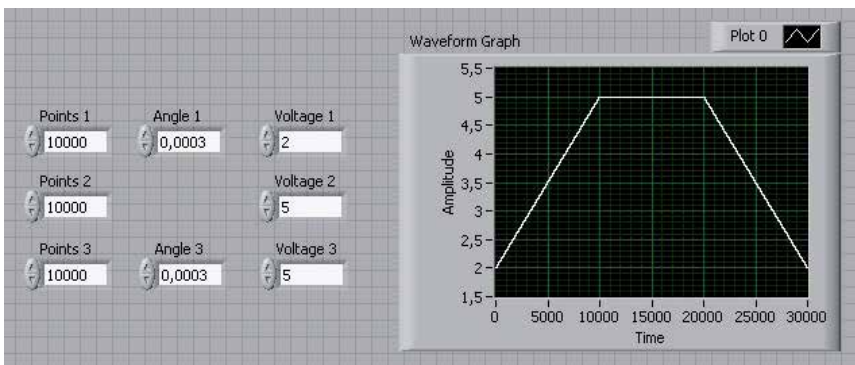 Waveform Graph
Plot 0
Points 1
Angle 1
Voltage 1
10000
0,0003
2
Points 2
Voltage 2
10000
5
Points 3
Angle 3
Voltage 3
10000
0,0003
5
Amplitude
5,5
5
4,5
4
3,5
3
2,5
2
1,5
0 5000 10000 15000 20000 25000 30000
Time